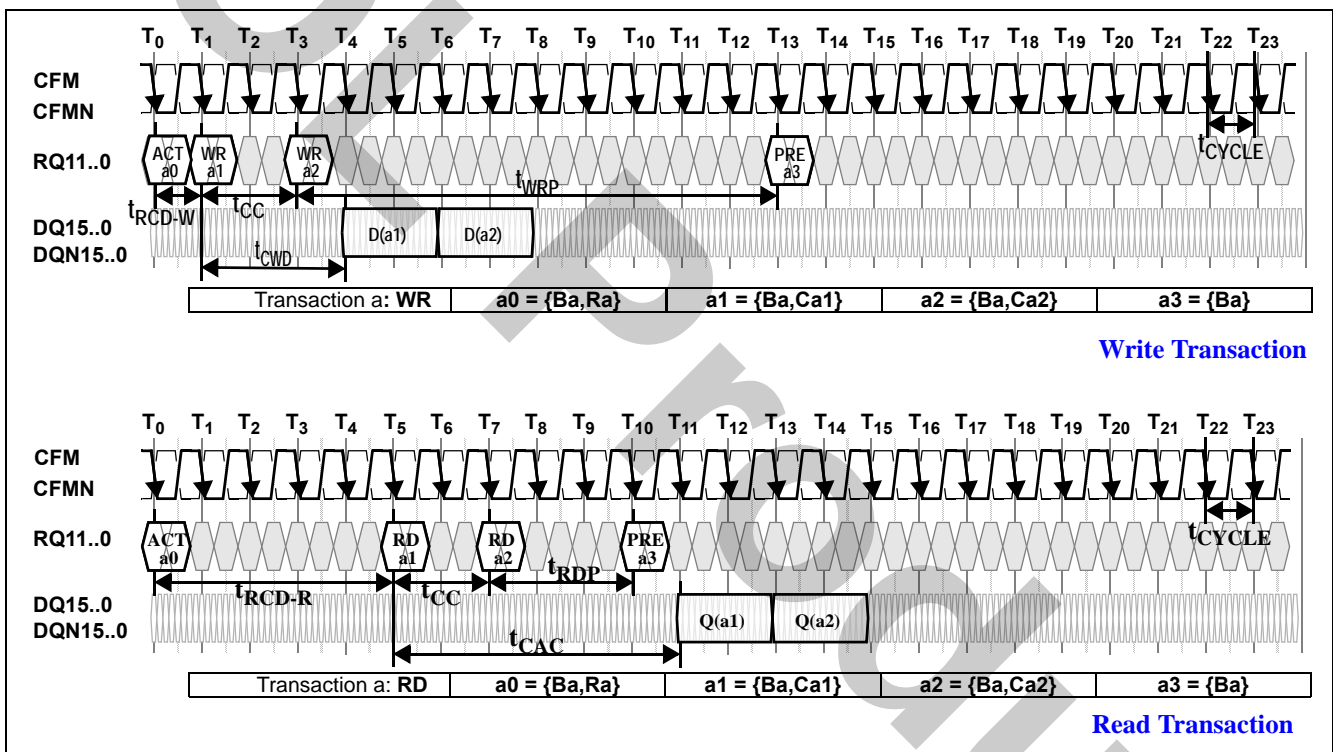 T0 T1 T2 T3 T4 T5 T6 T7 T8 T9 T10 T11 T12 T13 T14 T15 T16 T17 T18 T19 T20 T21 T22 T23
CFM
CFMN
tCYCLE
RQ11..0
ACT a0
WR a1
WR a2
PRE a3
tRCD-W
tCC
tWRP
DQ15..0
DQN15..0
D(a1) D(a2)
tCWD
Transaction a: WR a0 = {Ba,Ra} a1 = {Ba,Ca1} a2 = {Ba,Ca2} a3 = {Ba}
Write Transaction
T0 T1 T2 T3 T4 T5 T6 T7 T8 T9 T10 T11 T12 T13 T14 T15 T16 T17 T18 T19 T20 T21 T22 T23
CFM
CFMN
tCYCLE
RQ11..0
ACT a0
RD a1
RD a2
PRE a3
tRCD-R
tCC
tRDP
DQ15..0
DQN15..0
Q(a1) Q(a2)
tCAC
Transaction a: RD a0 = {Ba,Ra} a1 = {Ba,Ca1} a2 = {Ba,Ca2} a3 = {Ba}
Read Transaction